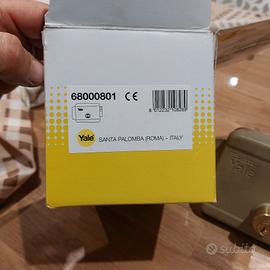 68000801 CE
Yale SANTA PALOMBA (ROMA) – ITALY
subito